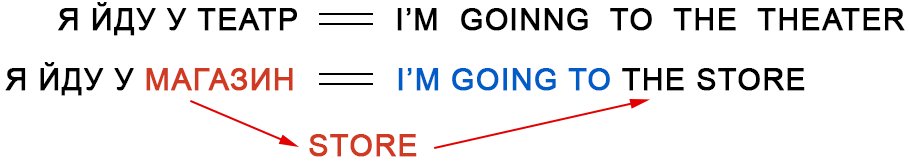 Я ЙДУ У ТЕАТР == I'M GOINNG TO THE THEATER
Я ЙДУ У МАГАЗИН == I'M GOING TO THE STORE
STORE